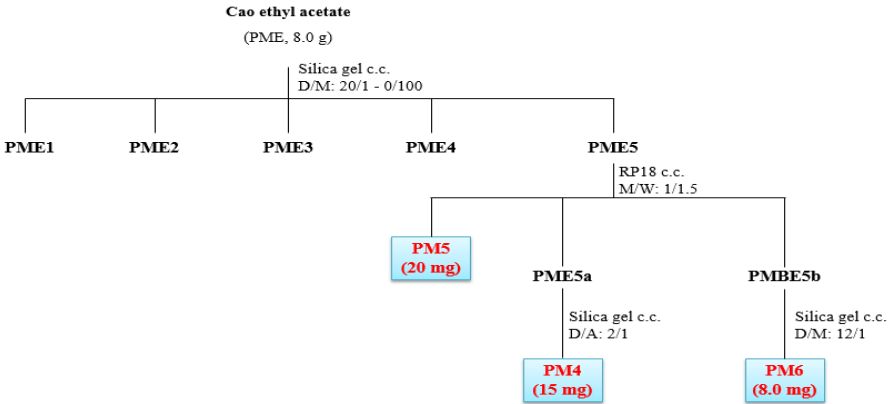 Cao ethyl acetate
(PME, 8.0 g)
Silica gel c.c.
D/M: 20/1 - 0/100
PME1
PME2
PME3
PME4
PME5
RP18 c.c.
M/W: 1/1.5
PM5
(20 mg)
PME5a
PMBE5b
Silica gel c.c.
D/A: 2/1
Silica gel c.c.
D/M: 12/1
PM4
(15 mg)
PM6
(8.0 mg)